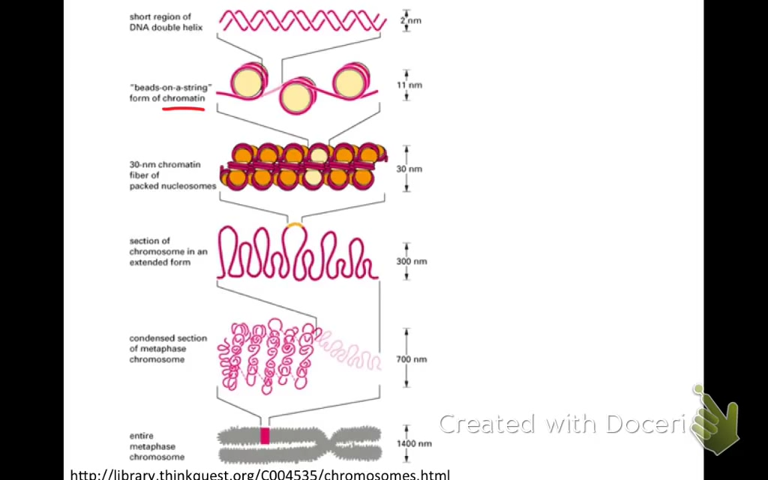 short region of
DNA double helix
2 nm
"beads-on-a-string"
form of chromatin
11 nm
30-nm chromatin
fiber of
packed nucleosomes
30 nm
section of
chromosome in an
extended form
300 nm
condensed section
of metaphase
chromosome
700 nm
entire
metaphase
chromosome
1400 nm
Created with Doceri
http://library.thinkquest.org/C004535/chromosomes.html